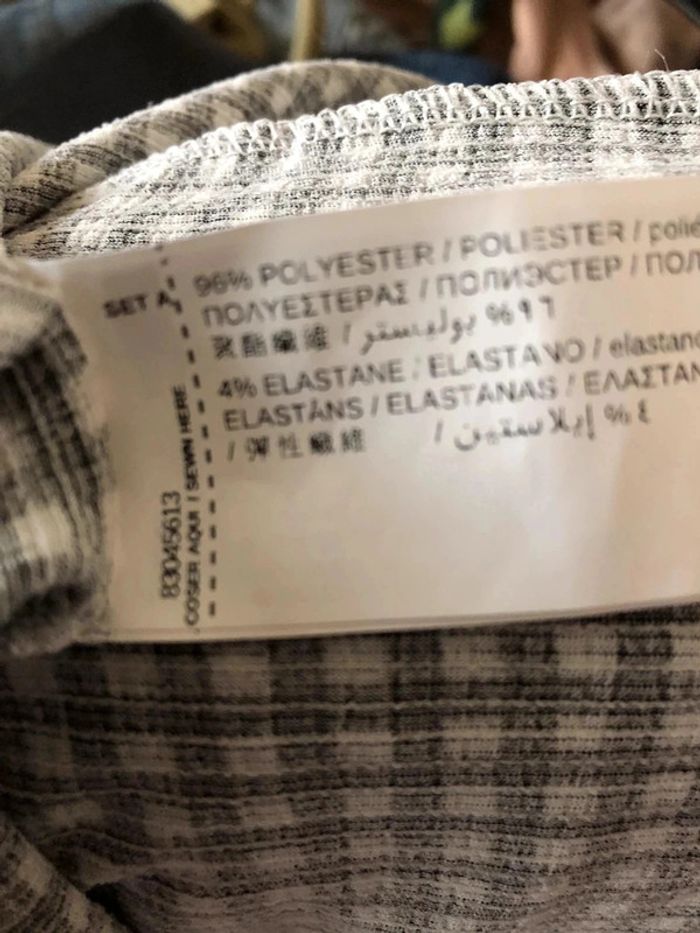 96% POLYESTER / POLIESTER / polie
SET A
ΠΟΛΥΕΣΤΕΡΑΣ / ПОЛИЭСТЕР / ПОЛ
聚酯纖維 / بوليستر %٩٦
4% ELASTANE / ELASTANO / elastano
ELASTĀNS / ELASTANAS / ΕΛΑΣΤΑΝ
/ 彈性纖維 / إيلاستين %٤
83045613
COSER AQUI / SEWN HERE